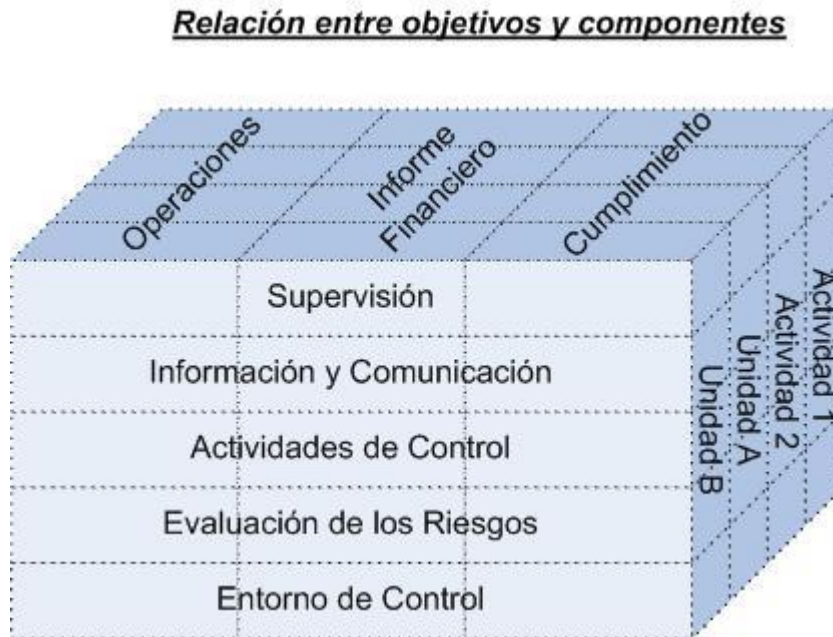 Relación entre objetivos y componentes
Operaciones
Informe
Financiero
Cumplimiento
Supervisión
Información y Comunicación
Actividades de Control
Evaluación de los Riesgos
Entorno de Control
Unidad B
Unidad A
Actividad 2
Actividad 1